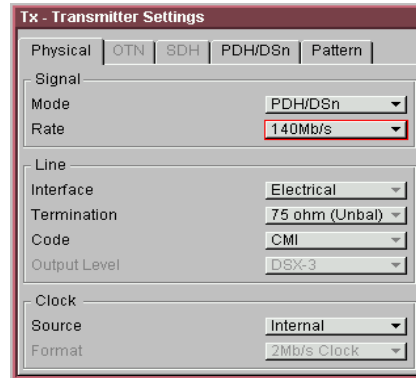 Tx - Transmitter Settings
Physical OTN SDH PDH/DSn Pattern
Signal
Mode PDH/DSn
Rate 140Mb/s
Line
Interface Electrical
Termination 75 ohm (Unbal)
Code CMI
Output Level DSX-3
Clock
Source Internal
Format 2Mb/s Clock